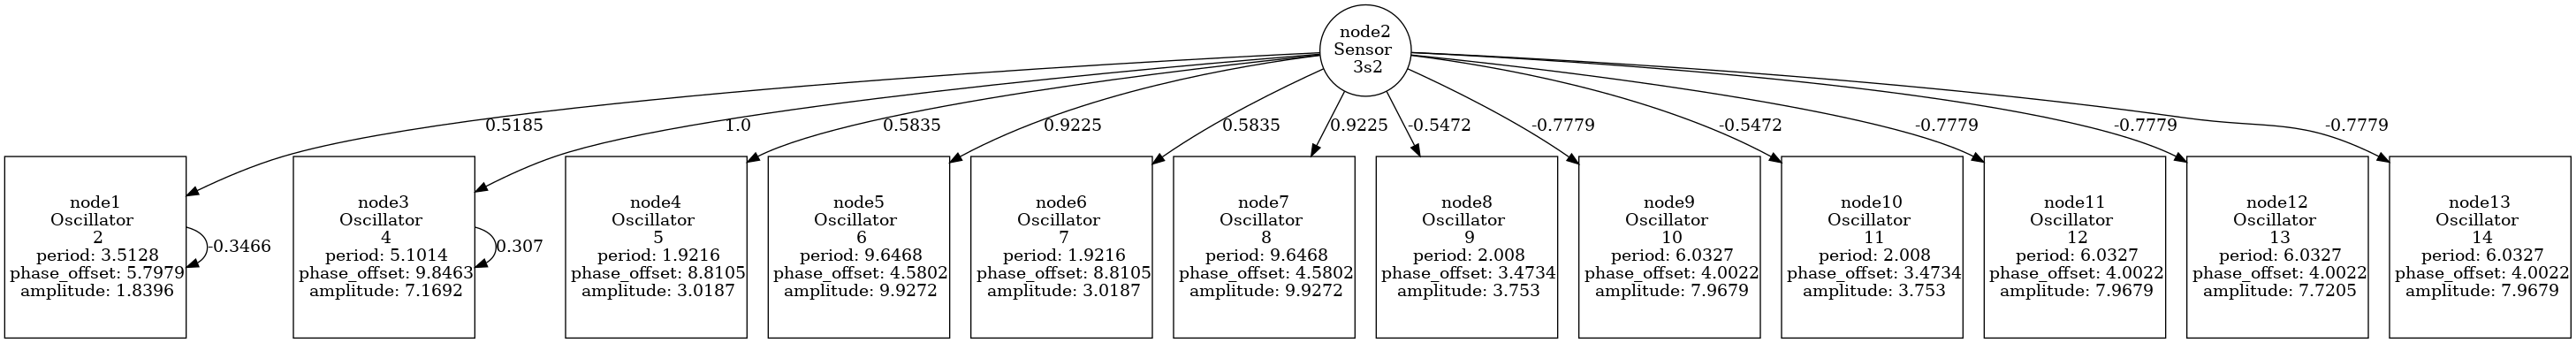 node2
Sensor
3s2
0.5185
1.0
0.5835
0.9225
0.5835
0.9225
-0.5472
-0.7779
-0.5472
-0.7779
-0.7779
-0.7779
node1
Oscillator
2
period: 3.5128
phase_offset: 5.7979
amplitude: 1.8396
-0.3466
node3
Oscillator
4
period: 5.1014
phase_offset: 9.8463
amplitude: 7.1692
0.307
node4
Oscillator
5
period: 1.9216
phase_offset: 8.8105
amplitude: 3.0187
node5
Oscillator
6
period: 9.6468
phase_offset: 4.5802
amplitude: 9.9272
node6
Oscillator
7
period: 1.9216
phase_offset: 8.8105
amplitude: 3.0187
node7
Oscillator
8
period: 9.6468
phase_offset: 4.5802
amplitude: 9.9272
node8
Oscillator
9
period: 2.008
phase_offset: 3.4734
amplitude: 3.753
node9
Oscillator
10
period: 6.0327
phase_offset: 4.0022
amplitude: 7.9679
node10
Oscillator
11
period: 2.008
phase_offset: 3.4734
amplitude: 3.753
node11
Oscillator
12
period: 6.0327
phase_offset: 4.0022
amplitude: 7.9679
node12
Oscillator
13
period: 6.0327
phase_offset: 4.0022
amplitude: 7.7205
node13
Oscillator
14
period: 6.0327
phase_offset: 4.0022
amplitude: 7.9679